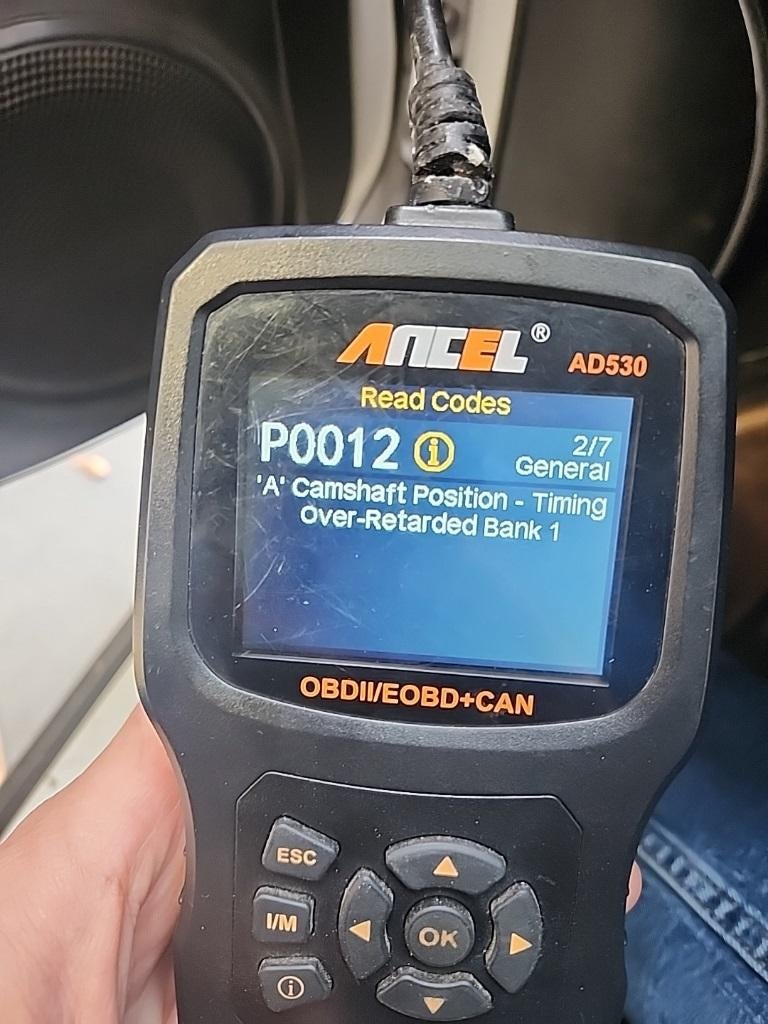 ANCEL®
AD530
Read Codes
P0012 i 2/7
General
'A' Camshaft Position - Timing
Over-Retarded Bank 1
OBDII/EOBD+CAN
ESC
I/M
OK
i